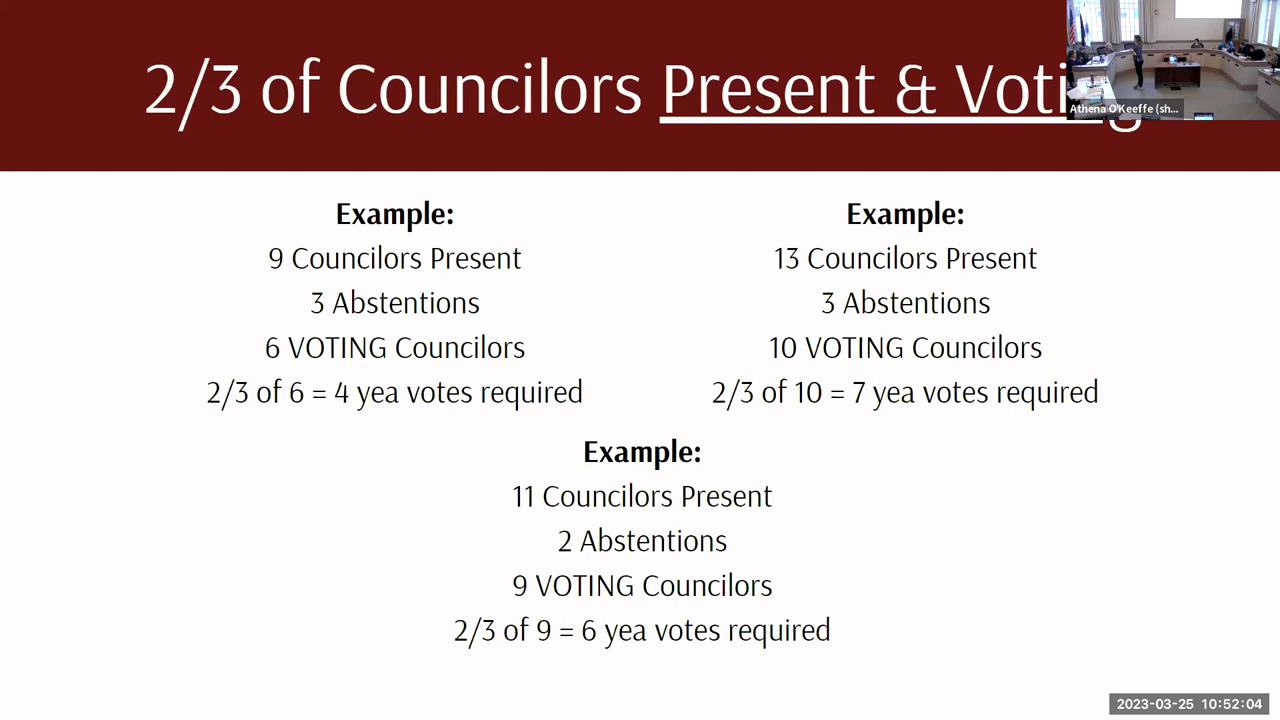 2/3 of Councilors Present & Voti g
Athena O'Keeffe (sh...
Example:
9 Councilors Present
3 Abstentions
6 VOTING Councilors
2/3 of 6 = 4 yea votes required
Example:
13 Councilors Present
3 Abstentions
10 VOTING Councilors
2/3 of 10 = 7 yea votes required
Example:
11 Councilors Present
2 Abstentions
9 VOTING Councilors
2/3 of 9 = 6 yea votes required
2023-03-25 10:52:04